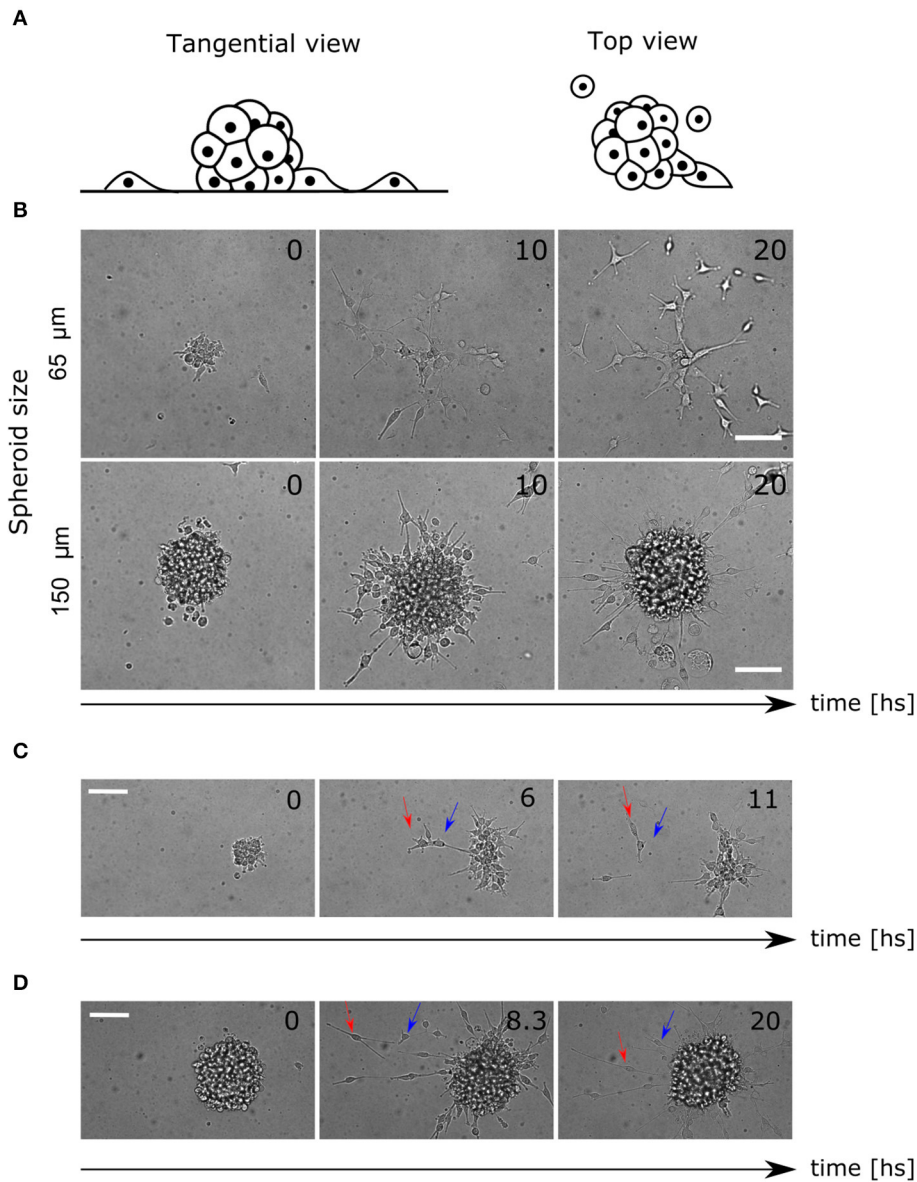 A
Tangential view
Top view
B
Spheroid size
65 μm
0
10
20
150 μm
0
10
20
time [hs]
C
0
6
11
time [hs]
D
0
8.3
20
time [hs]